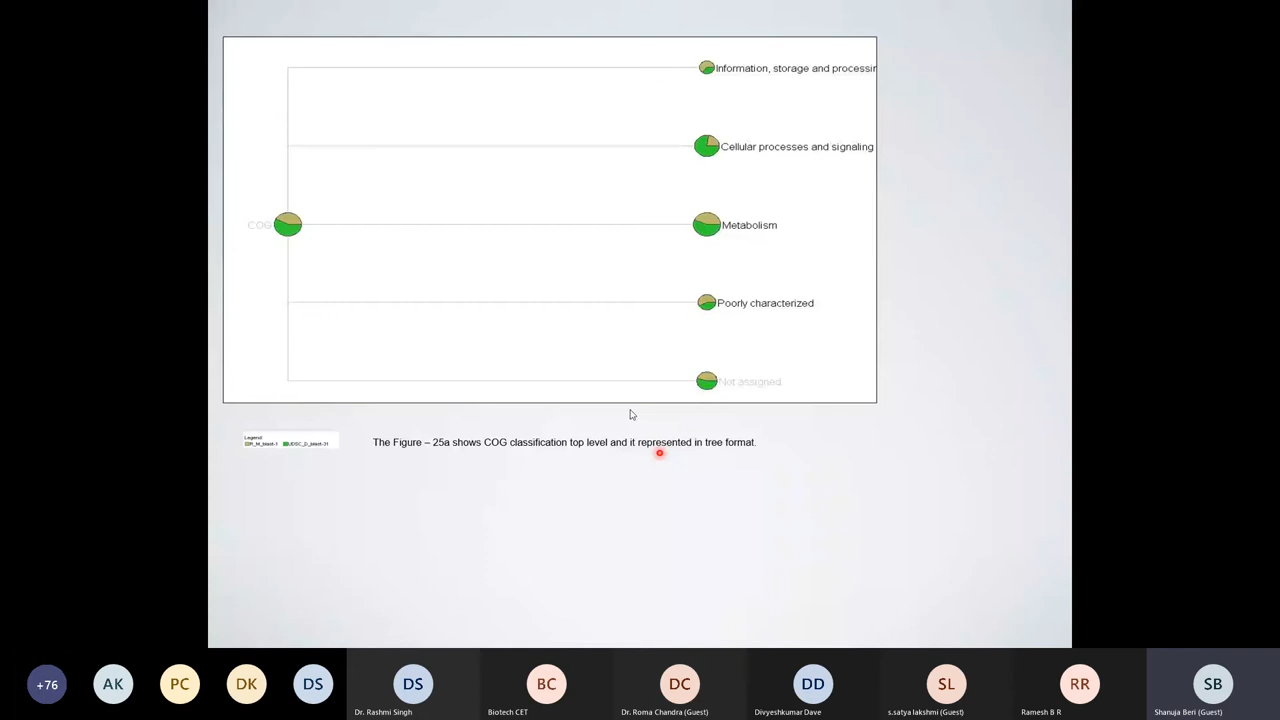 Information, storage and processin
Cellular processes and signaling
COG
Metabolism
Poorly characterized
Not assigned
Legend:
The Figure – 25a shows COG classification top level and it represented in tree format.
+76
AK
PC
DK
DS
DS
BC
DC
DD
SL
RR
SB
Dr. Rashmi Singh
Biotech CET
Dr. Roma Chandra (Guest)
Divyeshkumar Dave
s.satya lakshmi (Guest)
Ramesh B R
Shanuja Beri (Guest)